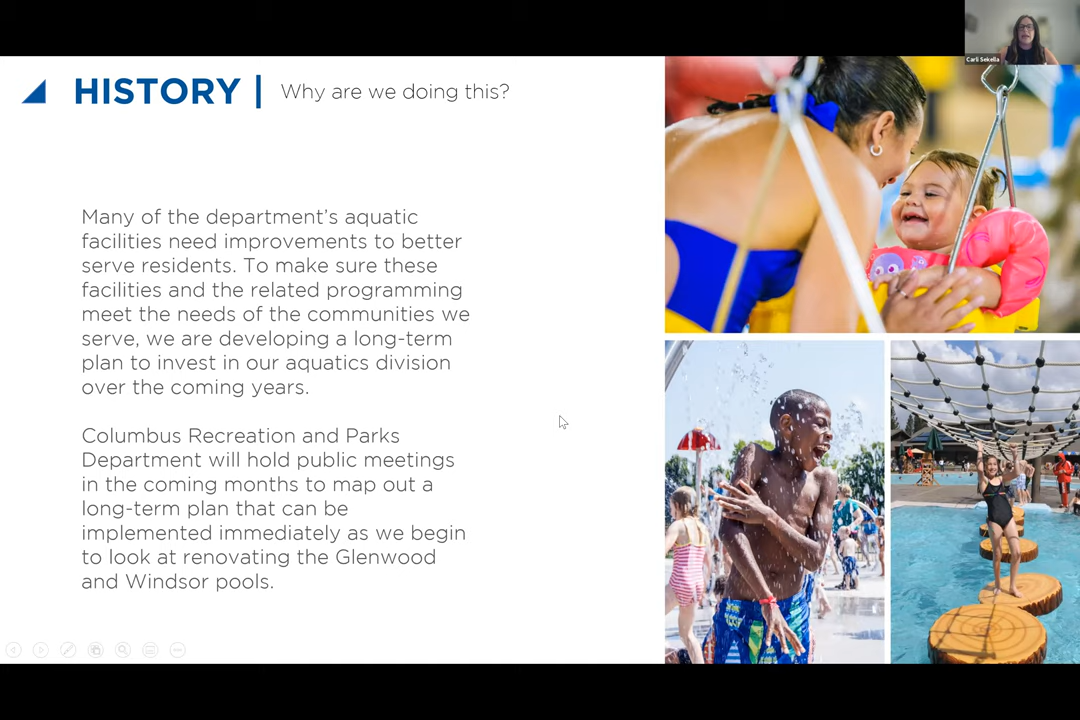 Carli Sekella
HISTORY | Why are we doing this?
Many of the department's aquatic
facilities need improvements to better
serve residents. To make sure these
facilities and the related programming
meet the needs of the communities we
serve, we are developing a long-term
plan to invest in our aquatics division
over the coming years.
Columbus Recreation and Parks
Department will hold public meetings
in the coming months to map out a
long-term plan that can be
implemented immediately as we begin
to look at renovating the Glenwood
and Windsor pools.